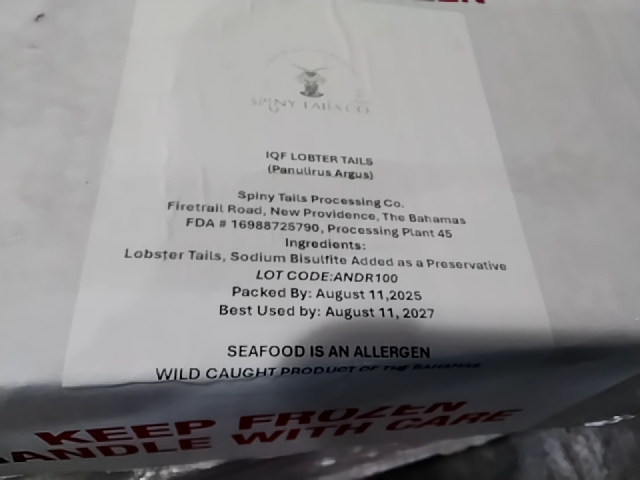 SPINY TAILS CO.
IQF LOBTER TAILS
(Panulirus Argus)
Spiny Tails Processing Co.
Firetrail Road, New Providence, The Bahamas
FDA # 16988725790, Processing Plant 45
Ingredients:
Lobster Tails, Sodium Bisulfite Added as a Preservative
LOT CODE:ANDR100
Packed By: August 11,2025
Best Used by: August 11, 2027
SEAFOOD IS AN ALLERGEN
WILD CAUGHT PRODUCT OF THE BAHAMAS
KEEP FROZEN
HANDLE WITH CARE